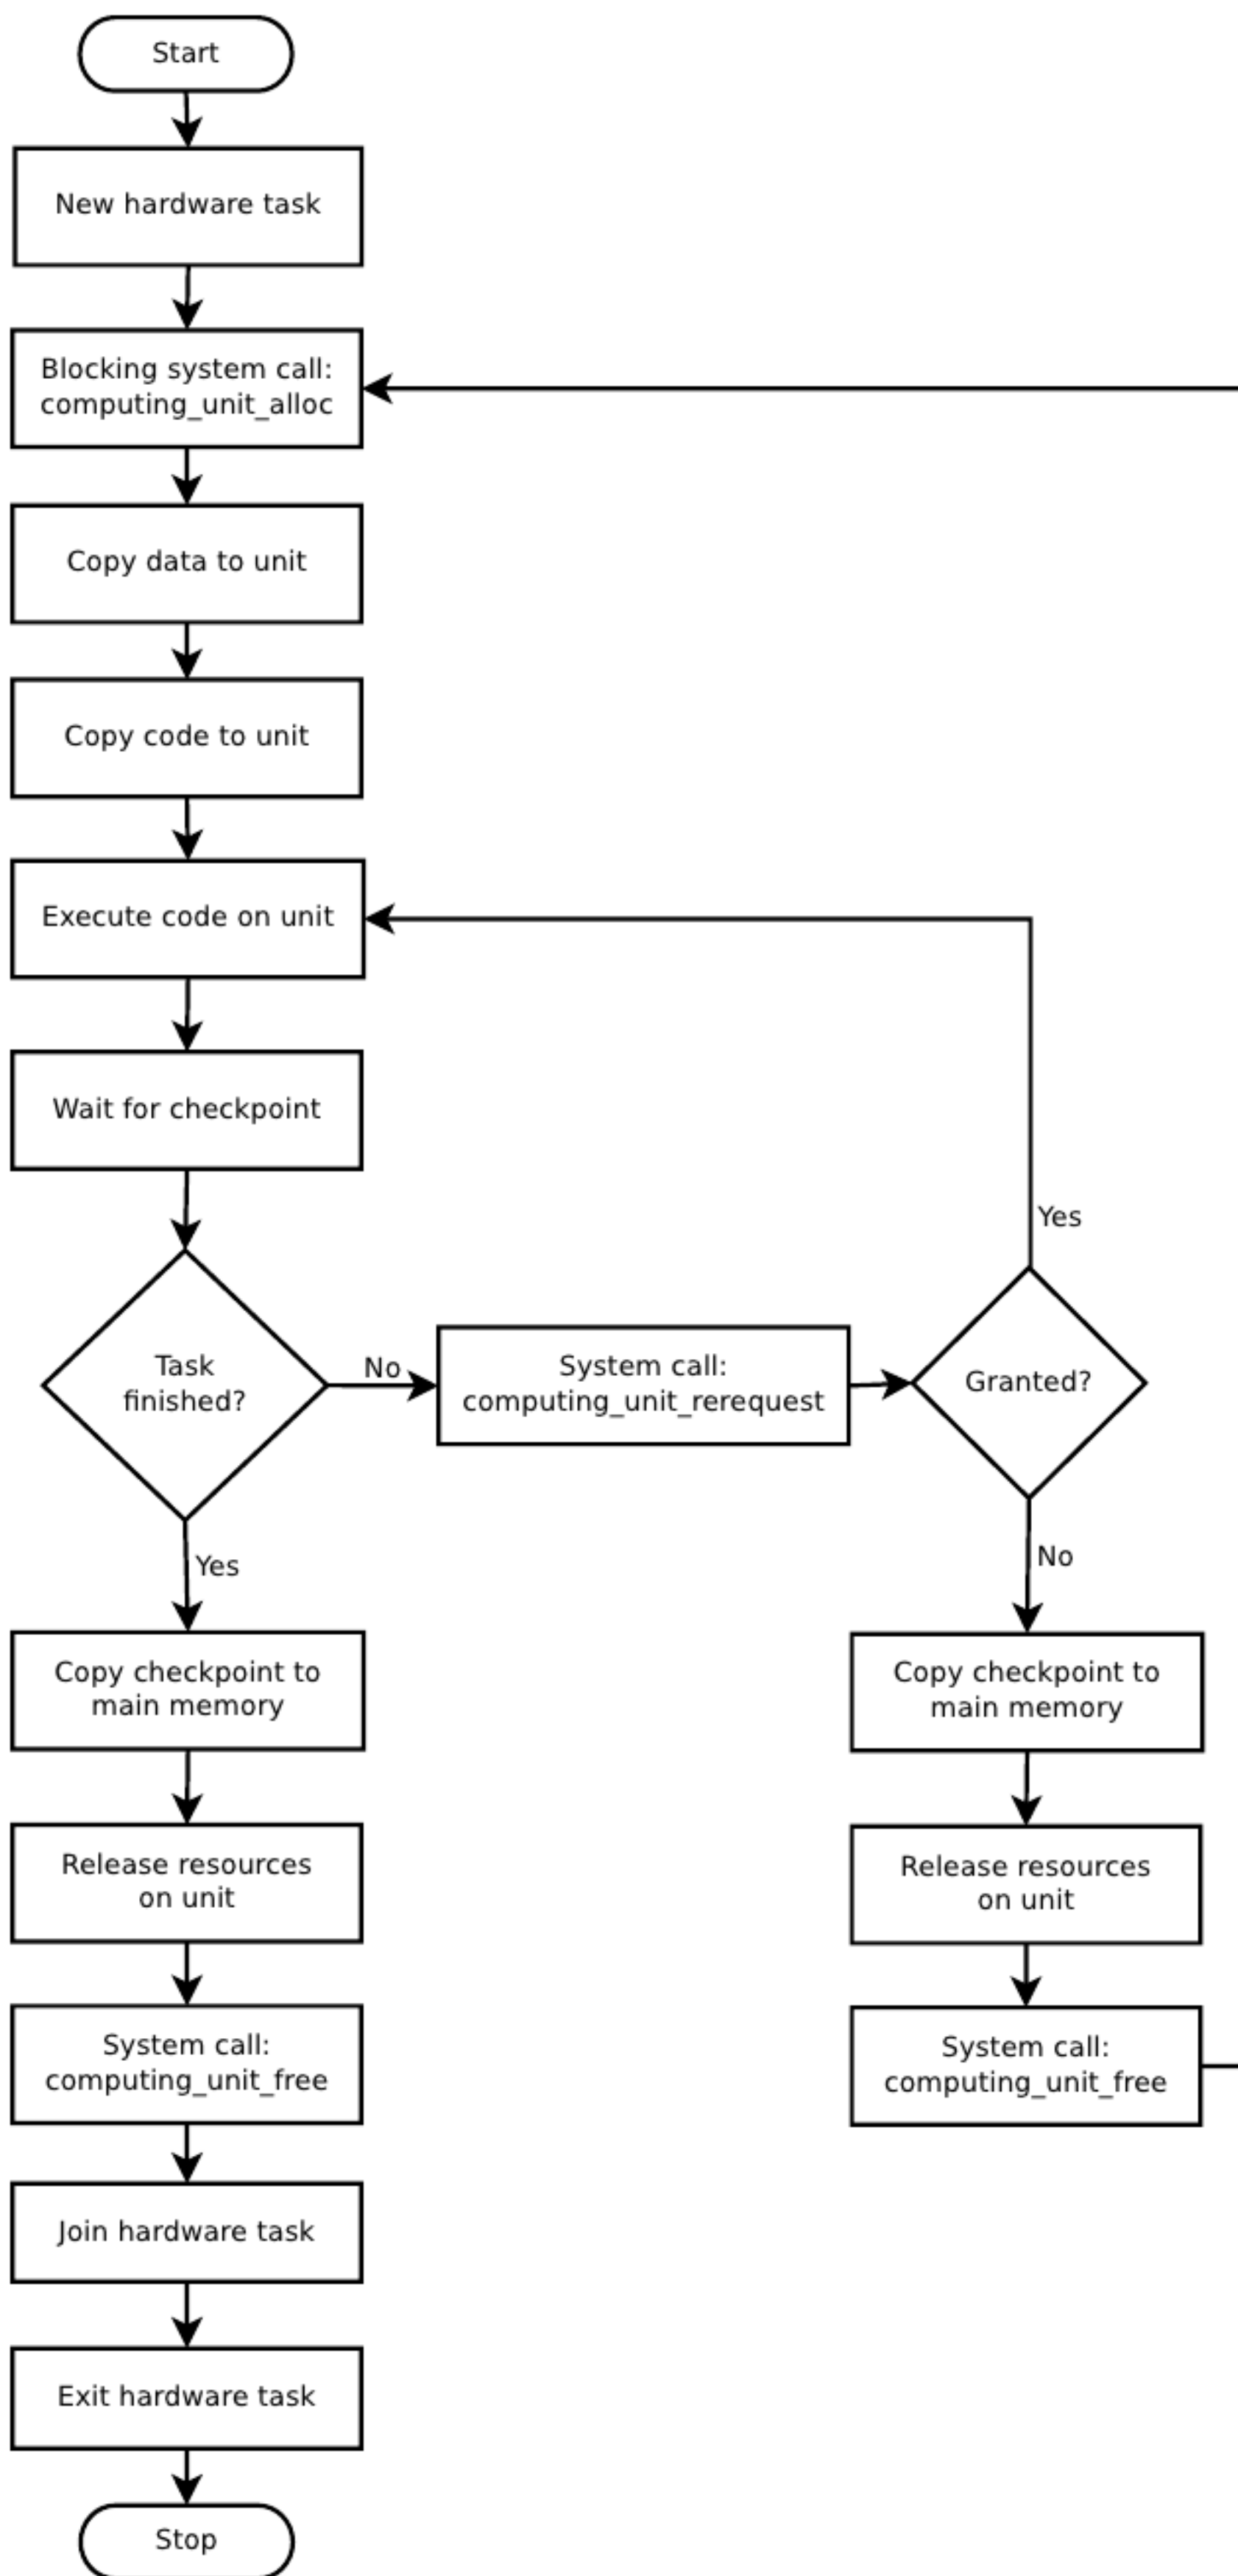 Start
New hardware task
Blocking system call:
computing_unit_alloc
Copy data to unit
Copy code to unit
Execute code on unit
Wait for checkpoint
Yes
Task
finished?
No
System call:
computing_unit_rerequest
Granted?
Yes
No
Copy checkpoint to
main memory
Copy checkpoint to
main memory
Release resources
on unit
Release resources
on unit
System call:
computing_unit_free
System call:
computing_unit_free
Join hardware task
Exit hardware task
Stop